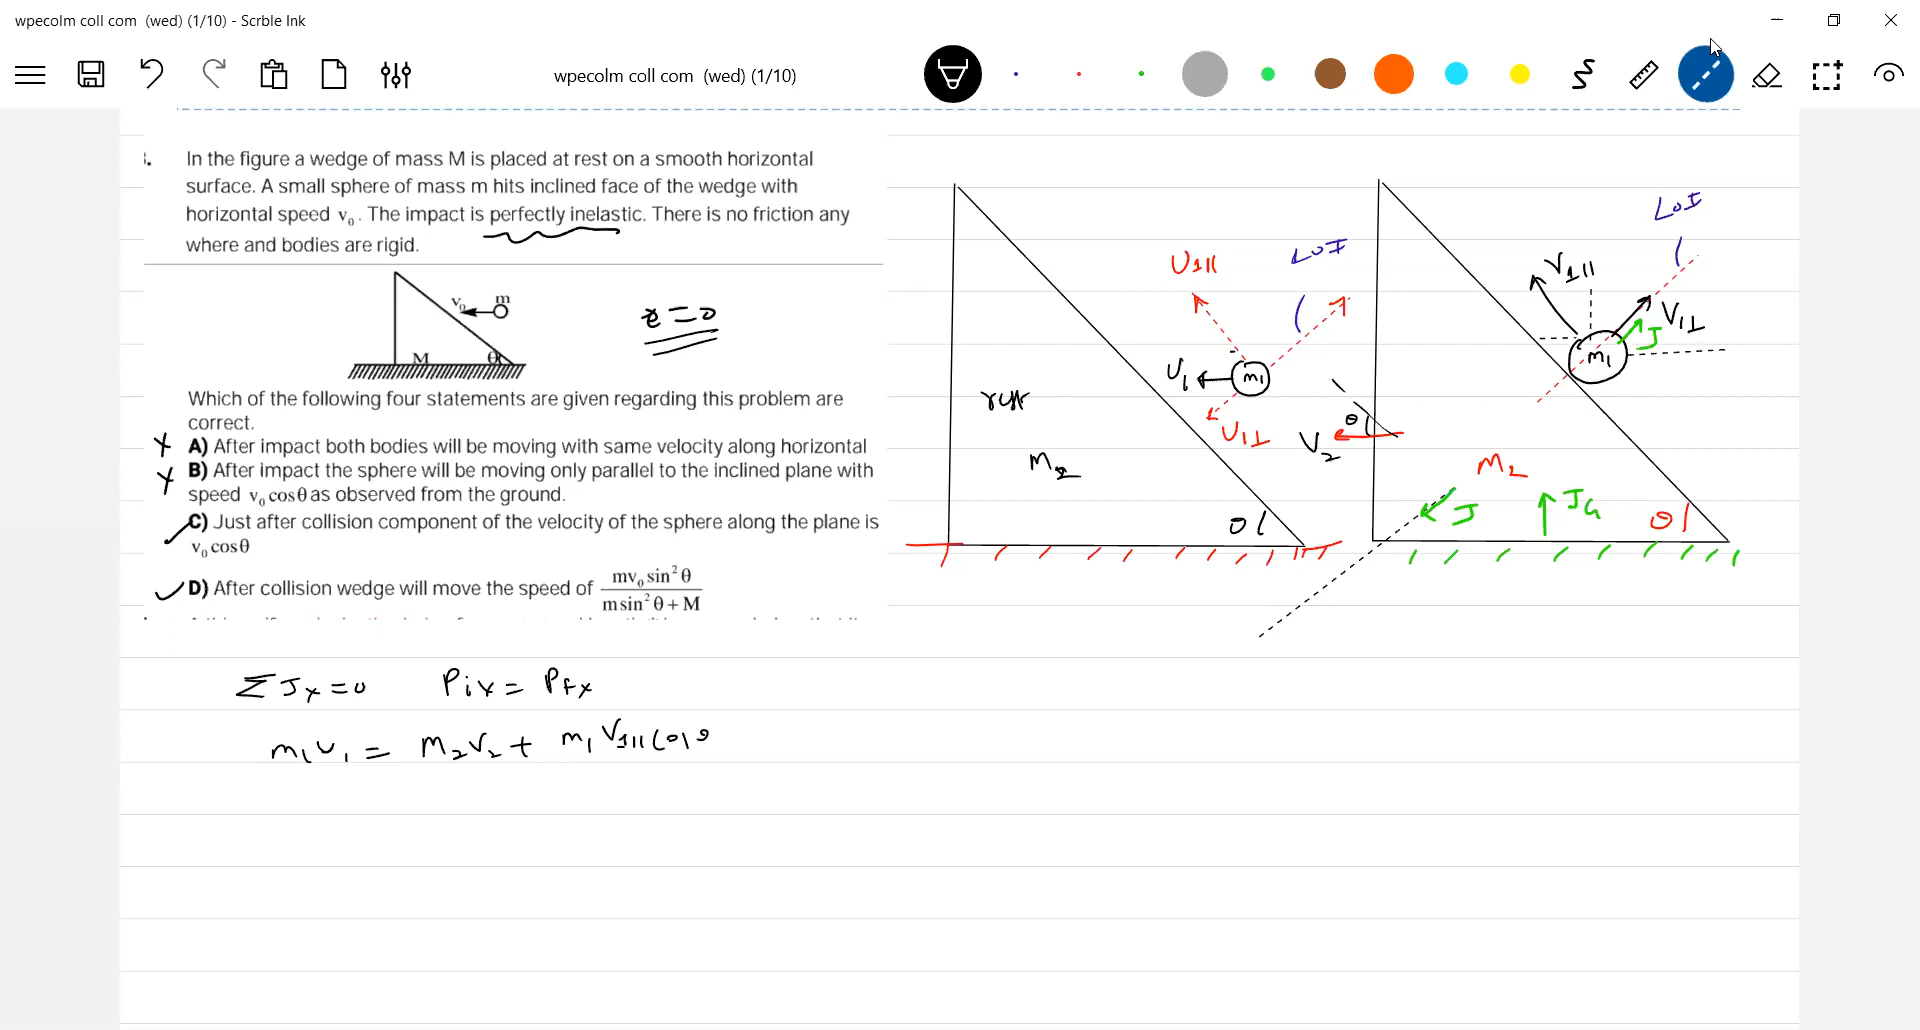 wpecolm coll com (wed) (1/10) - Scrble Ink
wpecolm coll com (wed) (1/10)
In the figure a wedge of mass M is placed at rest on a smooth horizontal
surface. A small sphere of mass m hits inclined face of the wedge with
horizontal speed v₀. The impact is perfectly inelastic. There is no friction any
where and bodies are rigid.
v₀ m
M θ
e = 0
Which of the following four statements are given regarding this problem are
correct.
A) After impact both bodies will be moving with same velocity along horizontal
B) After impact the sphere will be moving only parallel to the inclined plane with
speed v₀ cosθ as observed from the ground.
C) Just after collision component of the velocity of the sphere along the plane is
v₀ cosθ
D) After collision wedge will move the speed of mv₀ sin²θ / m sin²θ + M
ΣJx = 0 Pix = Pfx
m₁U₁ = M₂V₂ + m₁V₁॥ Cosθ
U₁॥ LOI
U₁ m₁
U₁⊥
M₂
θ
LOI
V₁॥
V₁⊥
J
m₁
θ
V₂
M₂
J
JG
θ